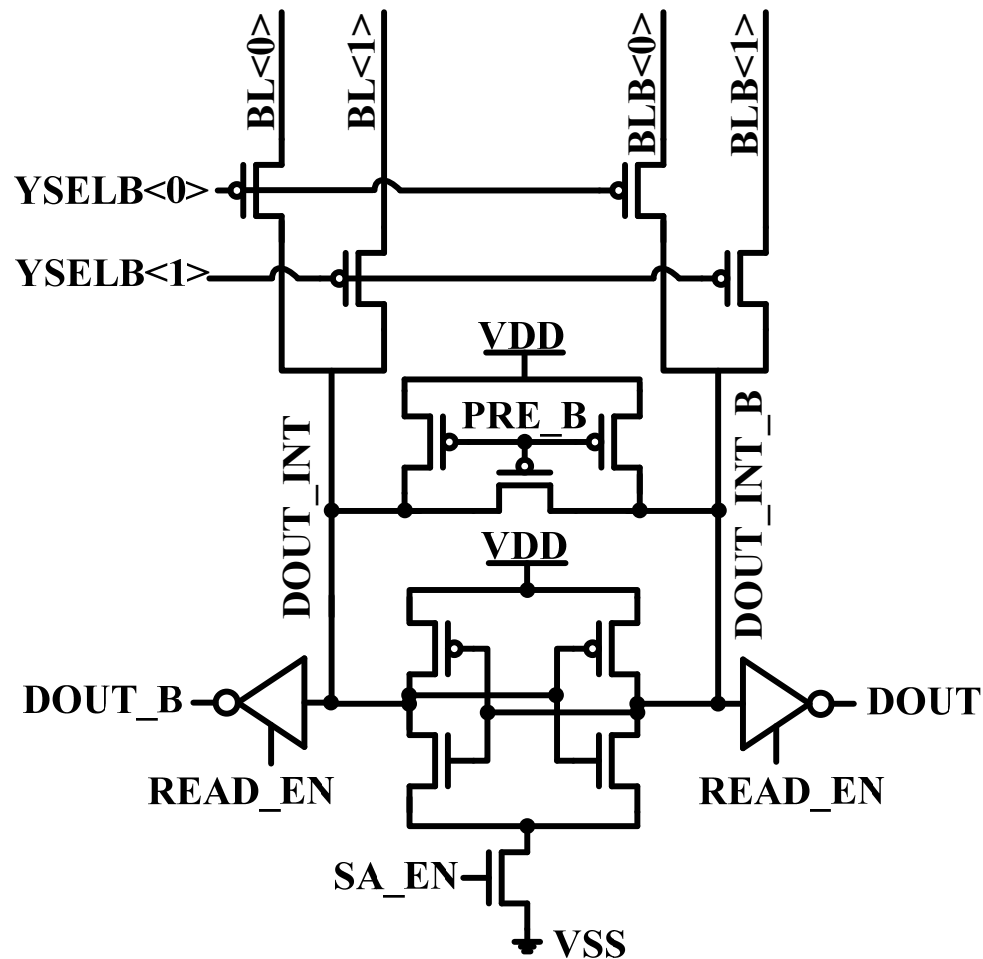 BL<0>
BL<1>
BLB<0>
BLB<1>
YSELB<0>
YSELB<1>
VDD
PRE_B
DOUT_INT
DOUT_INT_B
VDD
DOUT_B
DOUT
READ_EN
READ_EN
SA_EN
VSS